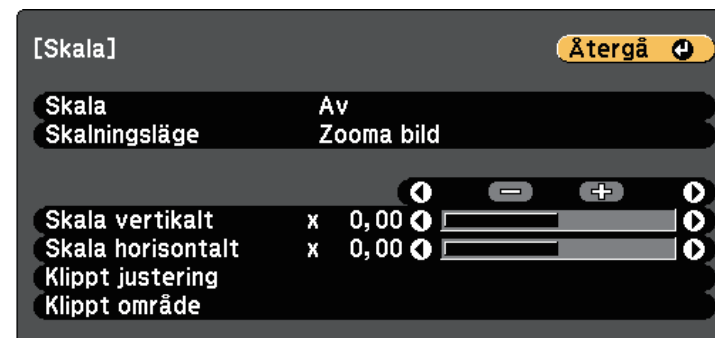 [Skala] Återgå
Skala Av
Skalningsläge Zooma bild
− +
Skala vertikalt x 0,00
Skala horisontalt x 0,00
Klippt justering
Klippt område